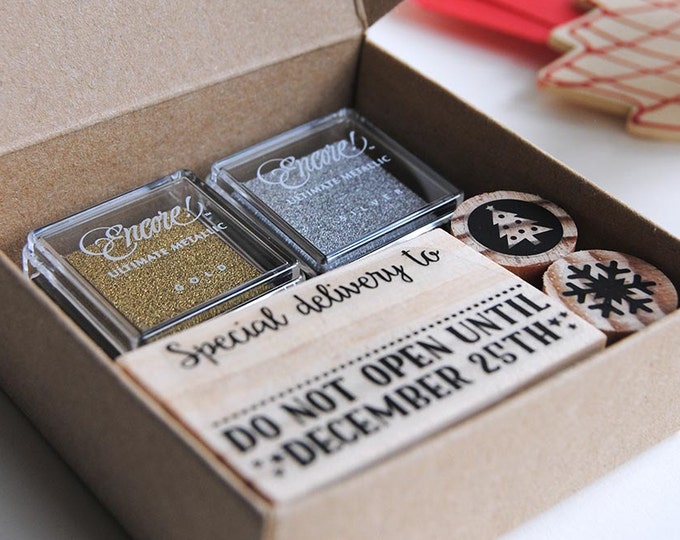 Encore!
ULTIMATE METALLIC
GOLD
Encore!
ULTIMATE METALLIC
SILVER
Special delivery to
DO NOT OPEN UNTIL
DECEMBER 25TH